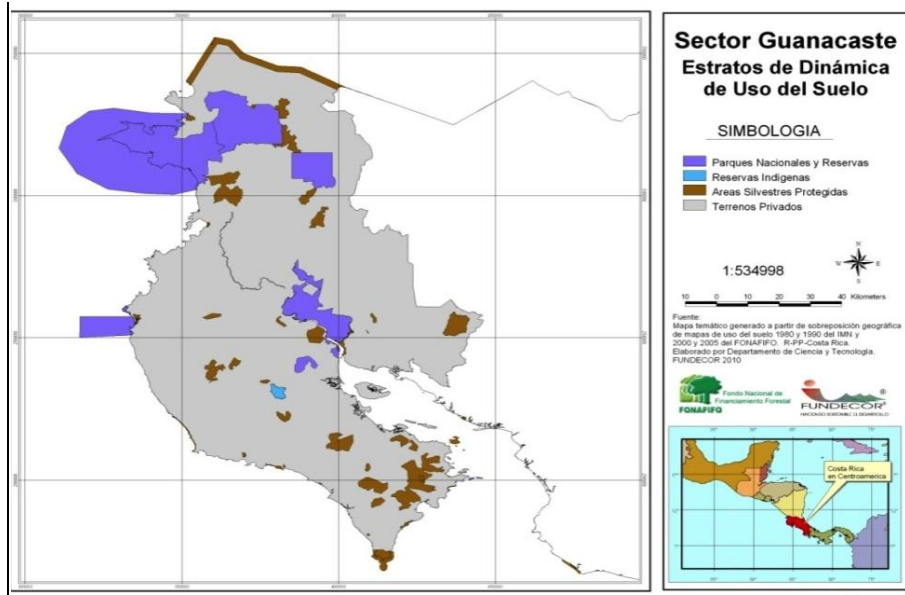 Sector Guanacaste
Estratos de Dinámica
de Uso del Suelo
SIMBOLOGIA
Parques Nacionales y Reservas
Reservas Indígenas
Areas Silvestres Protegidas
Terrenos Privados
N
W E
S
1:534998
10 0 10 20 30 40 Kilometers
Fuente:
Mapa temático generado a partir de sobreposición geográfica
de mapas de uso del suelo 1980 y 1990 del IMN y
2000 y 2005 del FONAFIFO. R-PP-Costa Rica.
Elaborado por Departamento de Ciencia y Tecnología.
FUNDECOR 2010
FONAFIFO
Fondo Nacional de
Financiamiento Forestal
FUNDECOR
®
Costa Rica
en Centroamerica